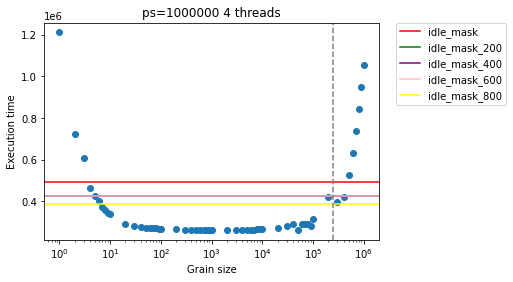 ps=1000000 4 threads
1e6
1.2
1.0
0.8
0.6
0.4
Execution time
10^0
10^1
10^2
10^3
10^4
10^5
10^6
Grain size
idle_mask
idle_mask_200
idle_mask_400
idle_mask_600
idle_mask_800